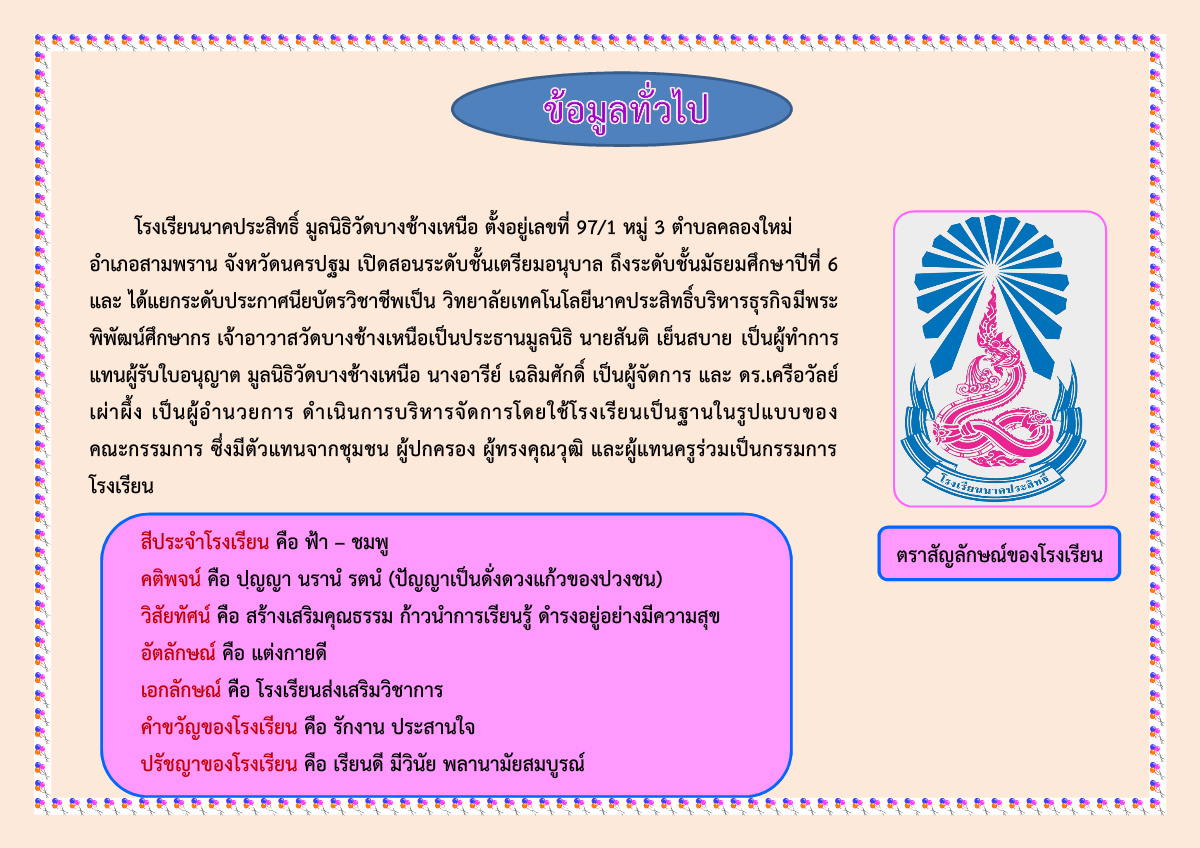 ข้อมูลทั่วไป
โรงเรียนนาคประสิทธิ์ มูลนิธิวัดบางช้างเหนือ ตั้งอยู่เลขที่ 97/1 หมู่ 3 ตำบลคลองใหม่
อำเภอสามพราน จังหวัดนครปฐม เปิดสอนระดับชั้นเตรียมอนุบาล ถึงระดับชั้นมัธยมศึกษาปีที่ 6
และ ได้แยกระดับประกาศนียบัตรวิชาชีพเป็น วิทยาลัยเทคโนโลยีนาคประสิทธิ์บริหารธุรกิจมีพระ
พิพัฒน์ศึกษากร เจ้าอาวาสวัดบางช้างเหนือเป็นประธานมูลนิธิ นายสันติ เย็นสบาย เป็นผู้ทำการ
แทนผู้รับใบอนุญาต มูลนิธิวัดบางช้างเหนือ นางอารีย์ เฉลิมศักดิ์ เป็นผู้จัดการ และ ดร.เครือวัลย์
เผ่าผึ้ง เป็นผู้อำนวยการ ดำเนินการบริหารจัดการโดยใช้โรงเรียนเป็นฐานในรูปแบบของ
คณะกรรมการ ซึ่งมีตัวแทนจากชุมชน ผู้ปกครอง ผู้ทรงคุณวุฒิ และผู้แทนครูร่วมเป็นกรรมการ
โรงเรียน
โรงเรียนนาคประสิทธิ์
ตราสัญลักษณ์ของโรงเรียน
สีประจำโรงเรียน คือ ฟ้า – ชมพู
คติพจน์ คือ ปฺญญา นรานํ รตนํ (ปัญญาเป็นดั่งดวงแก้วของปวงชน)
วิสัยทัศน์ คือ สร้างเสริมคุณธรรม ก้าวนำการเรียนรู้ ดำรงอยู่อย่างมีความสุข
อัตลักษณ์ คือ แต่งกายดี
เอกลักษณ์ คือ โรงเรียนส่งเสริมวิชาการ
คำขวัญของโรงเรียน คือ รักงาน ประสานใจ
ปรัชญาของโรงเรียน คือ เรียนดี มีวินัย พลานามัยสมบูรณ์